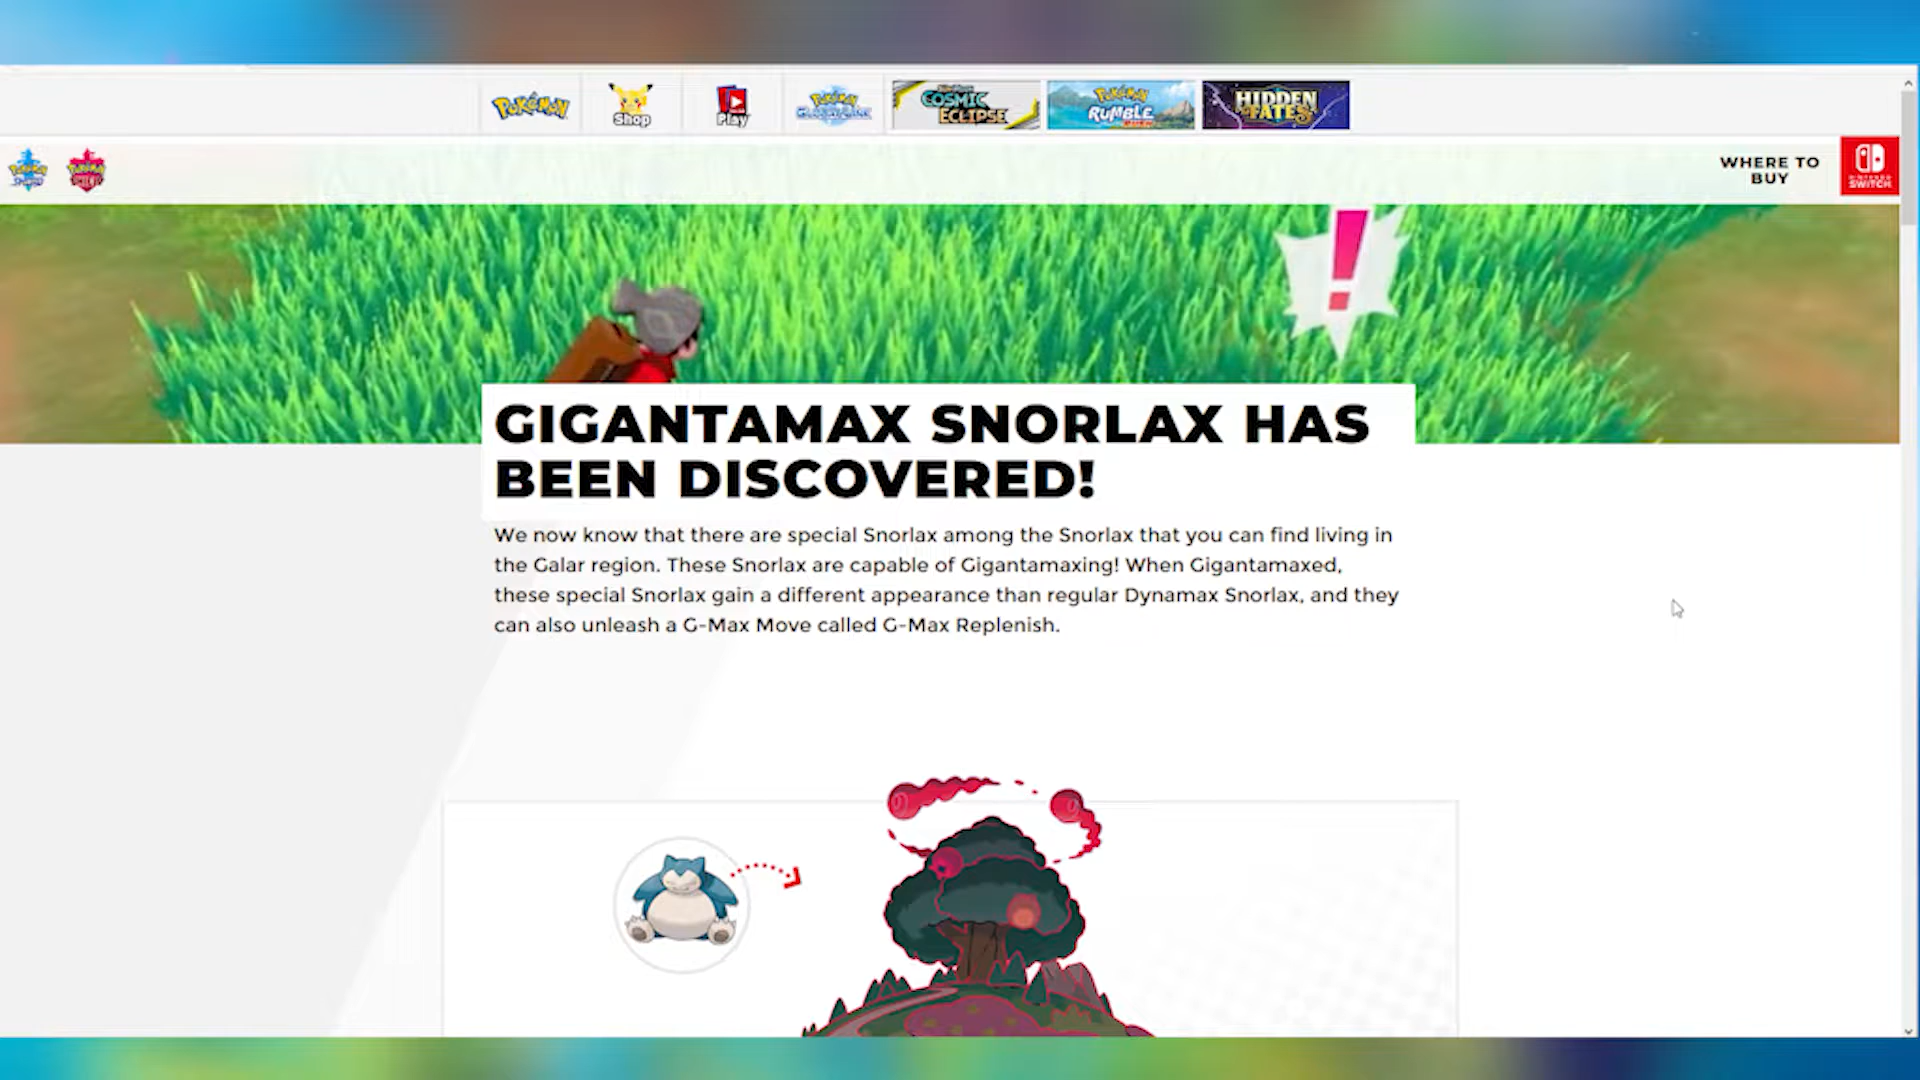 Pokémon
Shop
Play
Pokémon
COSMIC
ECLIPSE
Pokémon
RUMBLE
HIDDEN
FATES
WHERE TO
BUY
SWITCH
!
GIGANTAMAX SNORLAX HAS
BEEN DISCOVERED!
We now know that there are special Snorlax among the Snorlax that you can find living in
the Galar region. These Snorlax are capable of Gigantamaxing! When Gigantamaxed,
these special Snorlax gain a different appearance than regular Dynamax Snorlax, and they
can also unleash a G-Max Move called G-Max Replenish.